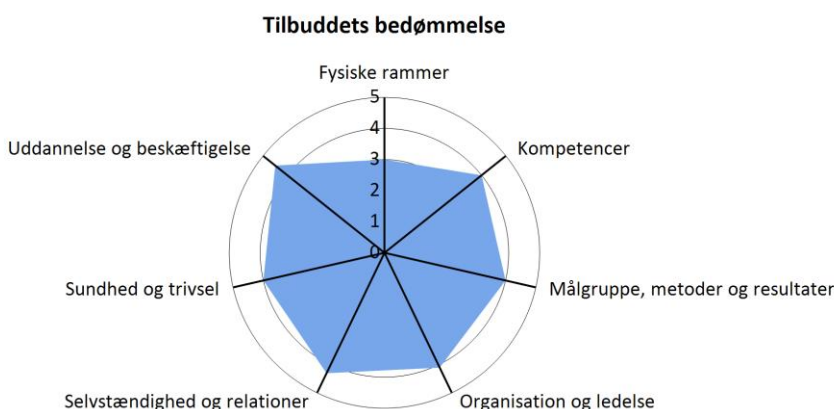 Tilbuddets bedømmelse
Fysiske rammer
5
4
3
2
1
0
Kompetencer
Målgruppe, metoder og resultater
Organisation og ledelse
Selvstændighed og relationer
Sundhed og trivsel
Uddannelse og beskæftigelse